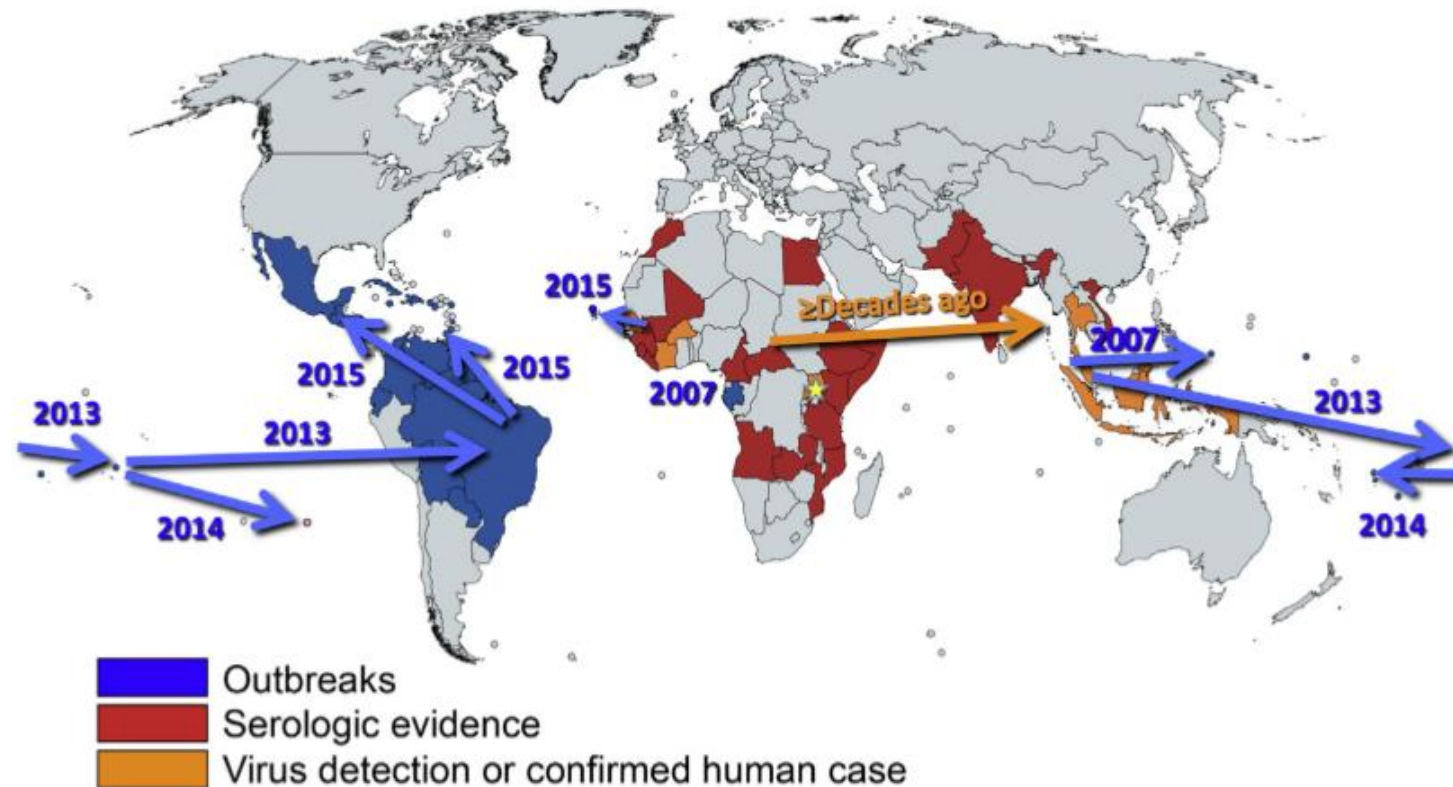 2015
≥Decades ago
2007
2015
2015
2007
2013
2013
2013
2014
2014
Outbreaks
Serologic evidence
Virus detection or confirmed human case